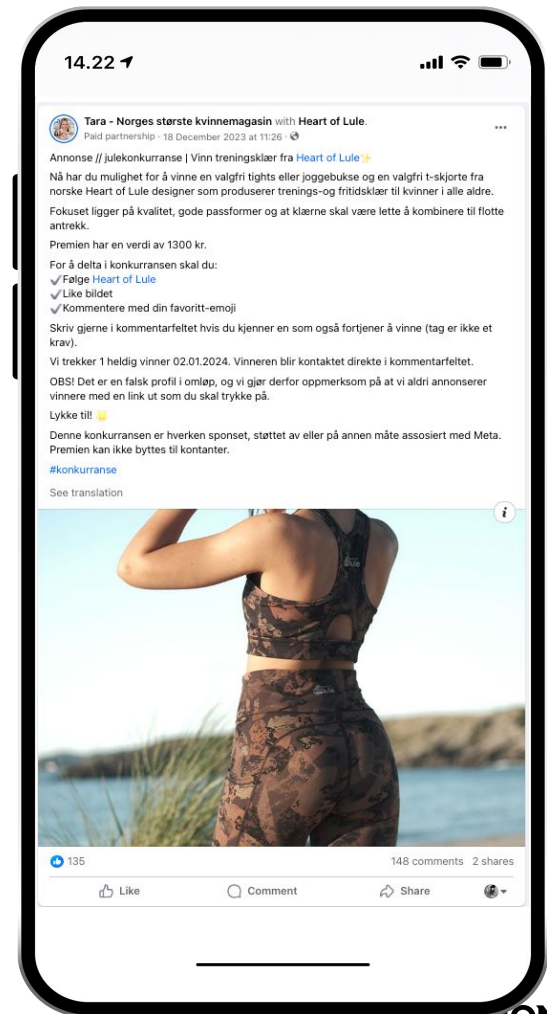 14.22
Tara - Norges største kvinnemagasin with Heart of Lule.
Paid partnership · 18 December 2023 at 11:26 ·
Annonse // julekonkurranse | Vinn treningsklær fra Heart of Lule✨
Nå har du mulighet for å vinne en valgfri tights eller joggebukse og en valgfri t-skjorte fra
norske Heart of Lule designer som produserer trenings-og fritidsklær til kvinner i alle aldre.
Fokuset ligger på kvalitet, gode passformer og at klærne skal være lette å kombinere til flotte
antrekk.
Premien har en verdi av 1300 kr.
For å delta i konkurransen skal du:
✔Følge Heart of Lule
✔Like bildet
✔Kommentere med din favoritt-emoji
Skriv gjerne i kommentarfeltet hvis du kjenner en som også fortjener å vinne (tag er ikke et
krav).
Vi trekker 1 heldig vinner 02.01.2024. Vinneren blir kontaktet direkte i kommentarfeltet.
OBS! Det er en falsk profil i omløp, og vi gjør derfor oppmerksom på at vi aldri annonserer
vinnere med en link ut som du skal trykke på.
Lykke til! 🌟
Denne konkurransen er hverken sponset, støttet av eller på annen måte assosiert med Meta.
Premien kan ikke byttes til kontanter.
#konkurranse
See translation
i
135
148 comments 2 shares
Like Comment Share